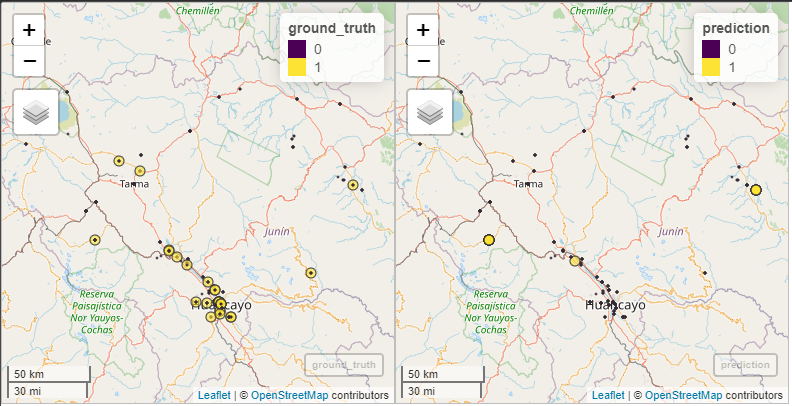 Chemillén
+
−
ground_truth
0
1
Tarma
Junín
Reserva
Paisajística
Nor Yauyos-
Cochas
Huancayo
50 km
30 mi
ground_truth
Leaflet | © OpenStreetMap contributors
Chemillén
+
−
prediction
0
1
Tarma
Junín
Reserva
Paisajística
Nor Yauyos-
Cochas
Huancayo
50 km
30 mi
prediction
Leaflet | © OpenStreetMap contributors